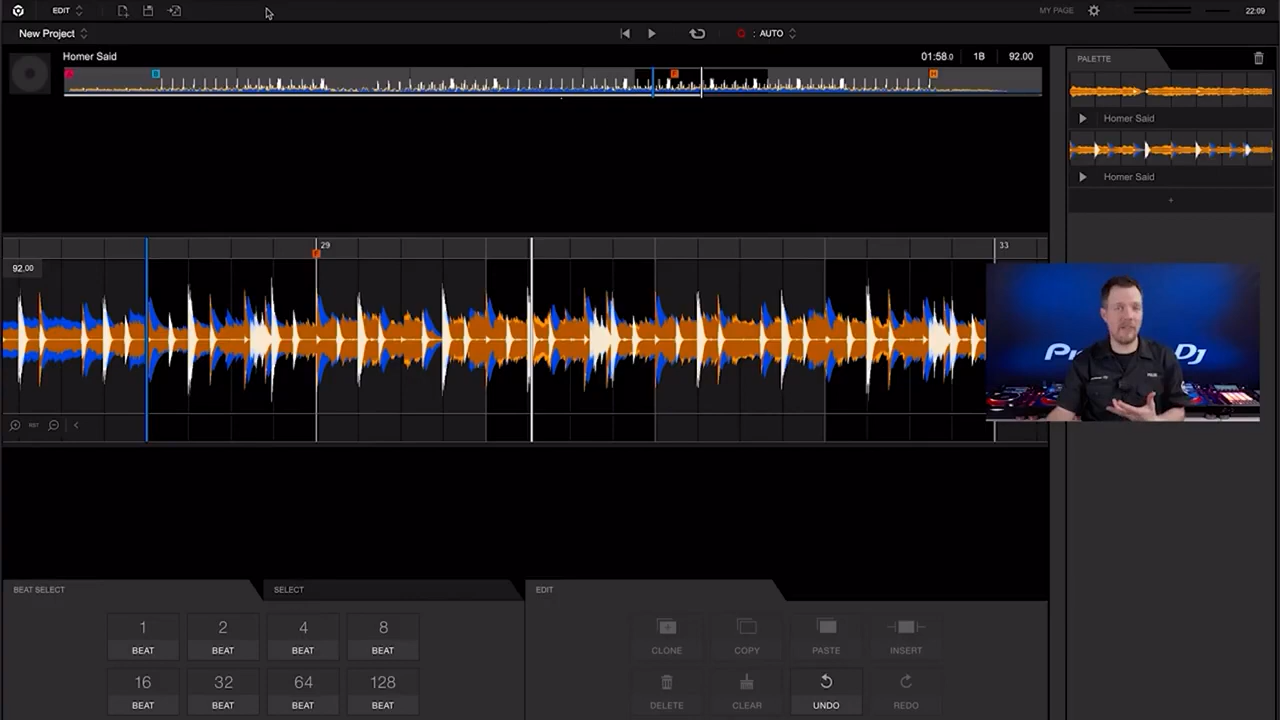 EDIT
MY PAGE
22:09
New Project
: AUTO
Homer Said
01:58.0
1B
92.00
A
B
F
H
PALETTE
Homer Said
Homer Said
+
29
33
F
92.00
RST
DJ
BEAT SELECT
SELECT
EDIT
1
BEAT
2
BEAT
4
BEAT
8
BEAT
16
BEAT
32
BEAT
64
BEAT
128
BEAT
CLONE
COPY
PASTE
INSERT
DELETE
CLEAR
UNDO
REDO